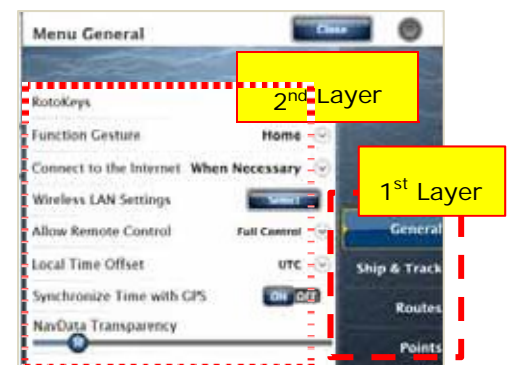 Menu General Close
2nd Layer
RotoKeys
Function Gesture Home
Connect to the Internet When Necessary
1st Layer
Wireless LAN Settings Select
Allow Remote Control Full Control General
Local Time Offset UTC Ship & Track
Synchronize Time with GPS ON OFF
Routes
NavData Transparency
Points